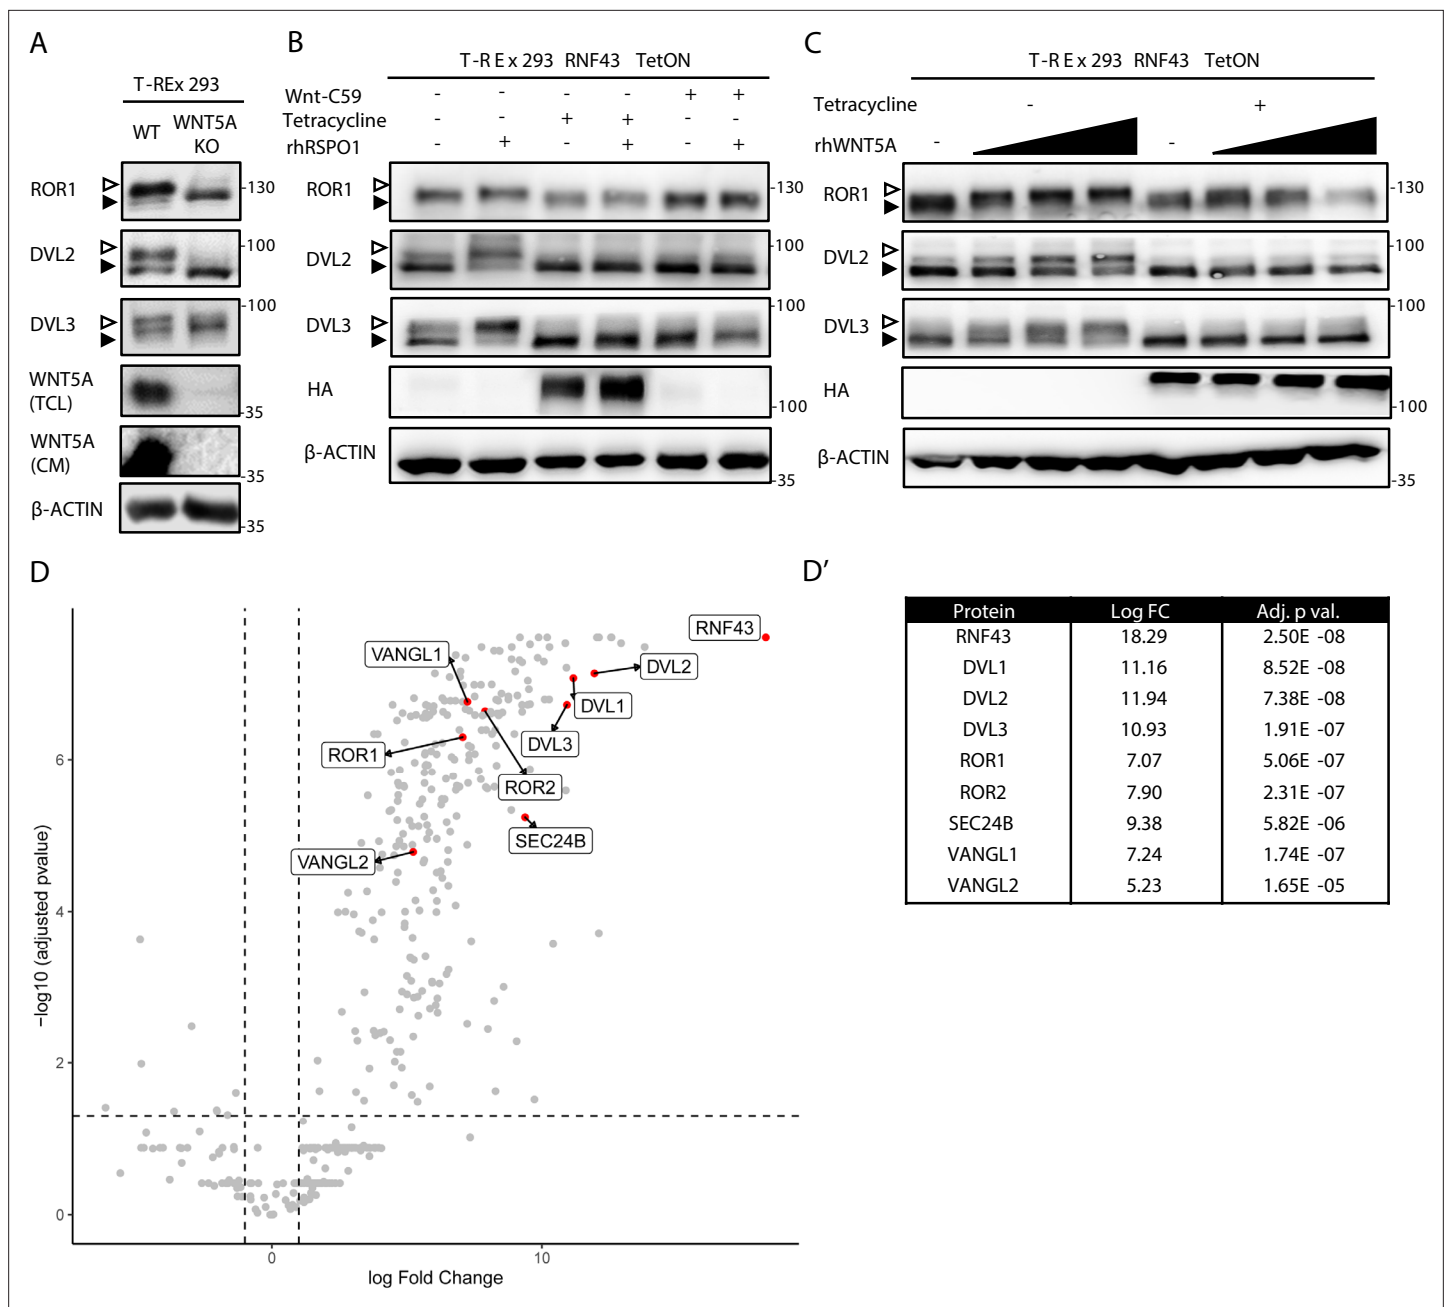 A
T-REx 293
WT
WNT5A
KO
ROR1
-130
DVL2
-100
DVL3
-100
WNT5A
(TCL)
-35
WNT5A
(CM)
-35
β-ACTIN
-35
B
T-REx 293 RNF43 TetON
Wnt-C59 - - - - + +
Tetracycline - - + + - -
rhRSPO1 - + - + - +
ROR1
-130
DVL2
-100
DVL3
-100
HA
-100
β-ACTIN
-35
C
T-REx 293 RNF43 TetON
Tetracycline - +
rhWNT5A - -
ROR1
-130
DVL2
-100
DVL3
-100
HA
-100
β-ACTIN
-35
D
−log10 (adjusted pvalue)
6
4
2
0
RNF43
VANGL1
DVL2
DVL1
DVL3
ROR1
ROR2
SEC24B
VANGL2
0 10
log Fold Change
D'
Protein Log FC Adj. p val.
RNF43 18.29 2.50E -08
DVL1 11.16 8.52E -08
DVL2 11.94 7.38E -08
DVL3 10.93 1.91E -07
ROR1 7.07 5.06E -07
ROR2 7.90 2.31E -07
SEC24B 9.38 5.82E -06
VANGL1 7.24 1.74E -07
VANGL2 5.23 1.65E -05